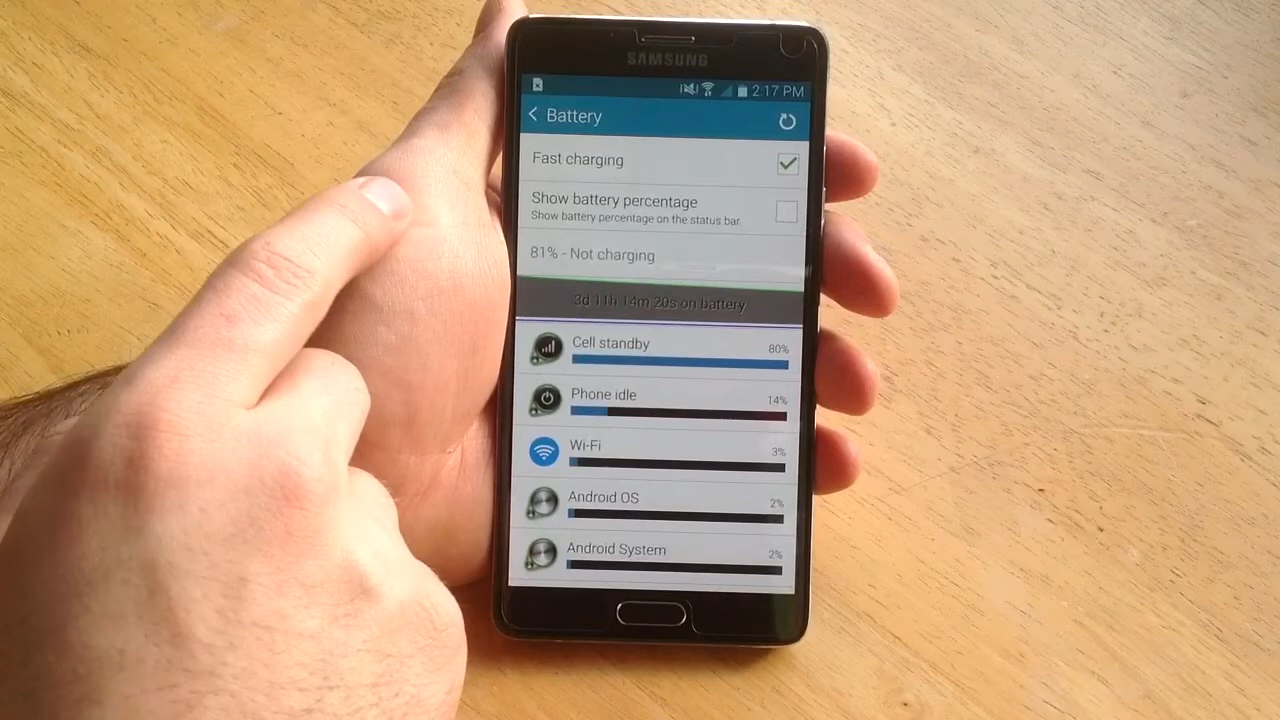 SAMSUNG
2:17 PM
Battery
Fast charging
Show battery percentage
Show battery percentage on the status bar.
81% - Not charging
3d 11h 14m 20s on battery
Cell standby 80%
Phone idle 14%
Wi-Fi 3%
Android OS 2%
Android System 2%